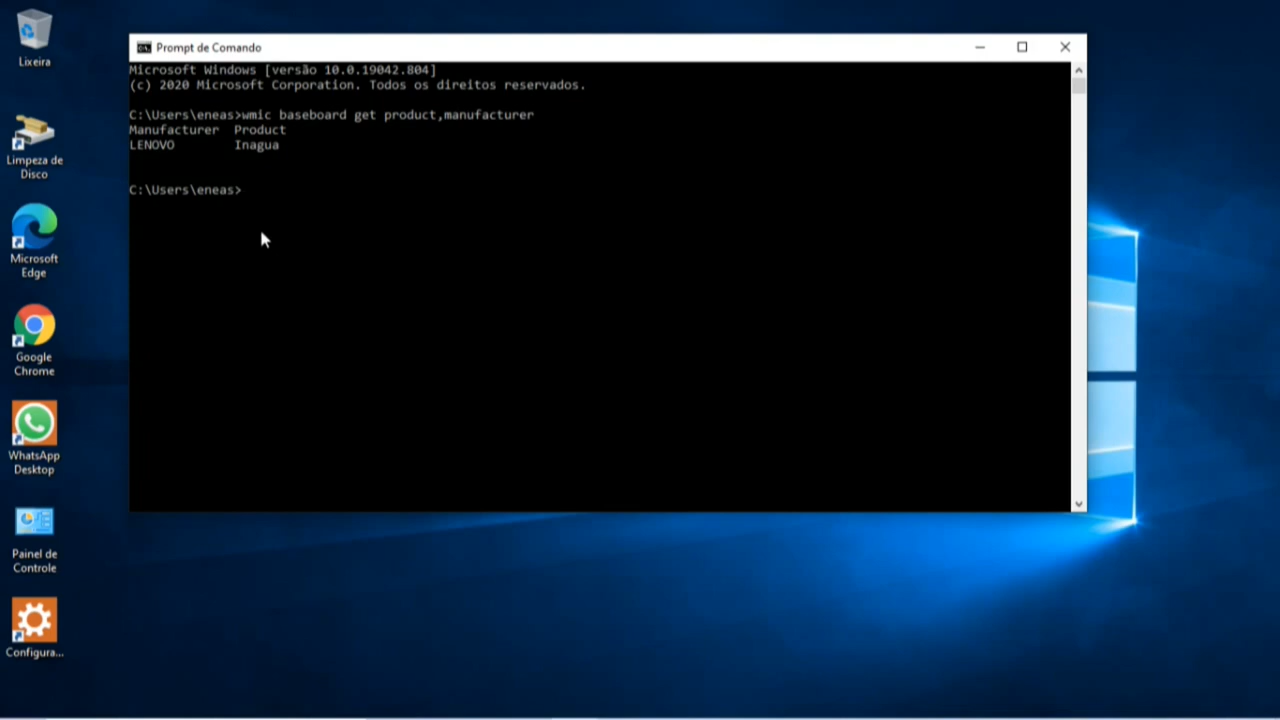 Lixeira
Limpeza de
Disco
Microsoft
Edge
Google
Chrome
WhatsApp
Desktop
Painel de
Controle
Configura...
Prompt de Comando
Microsoft Windows [versão 10.0.19042.804]
(c) 2020 Microsoft Corporation. Todos os direitos reservados.
C:\Users\eneas>wmic baseboard get product,manufacturer
Manufacturer Product
LENOVO Inagua
C:\Users\eneas>